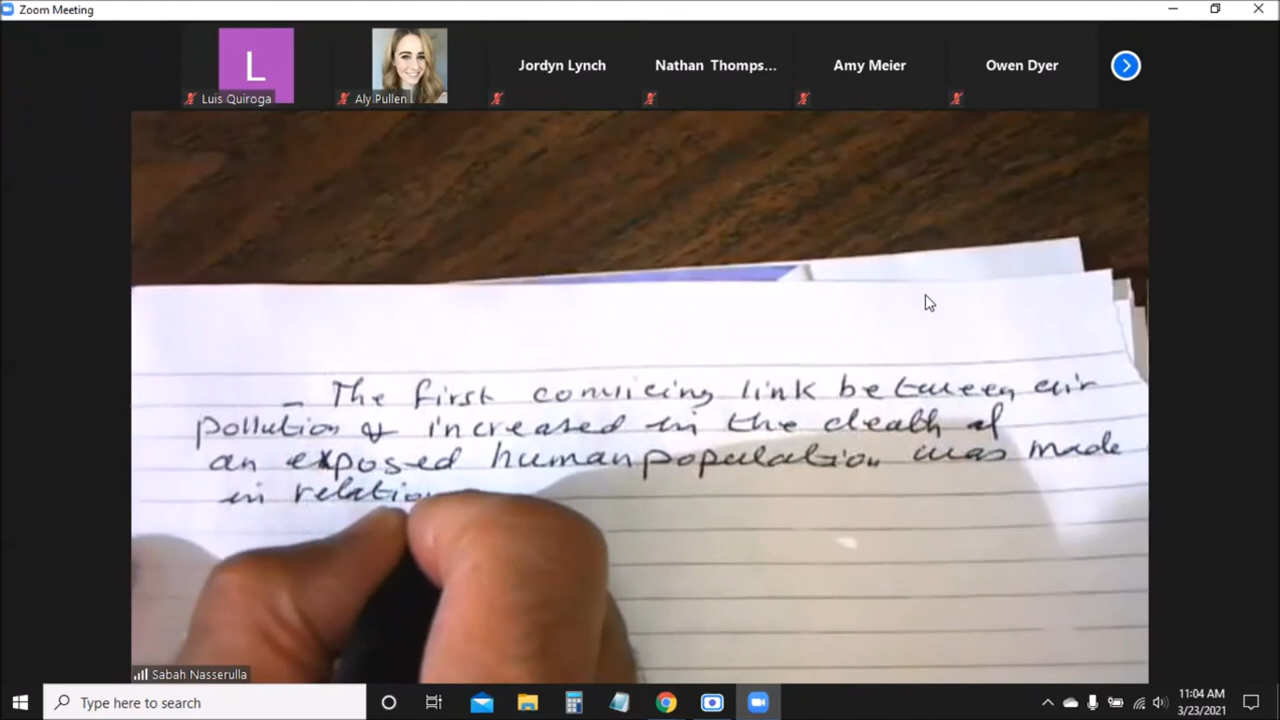 Zoom Meeting
L
Luis Quiroga
Aly Pullen
Jordyn Lynch
Nathan Thomps...
Amy Meier
Owen Dyer
_ The first convicing link between air
pollution & increased in the death of
an exposed human population was made
in relation
Sabah Nasserulla
Type here to search
11:04 AM
3/23/2021